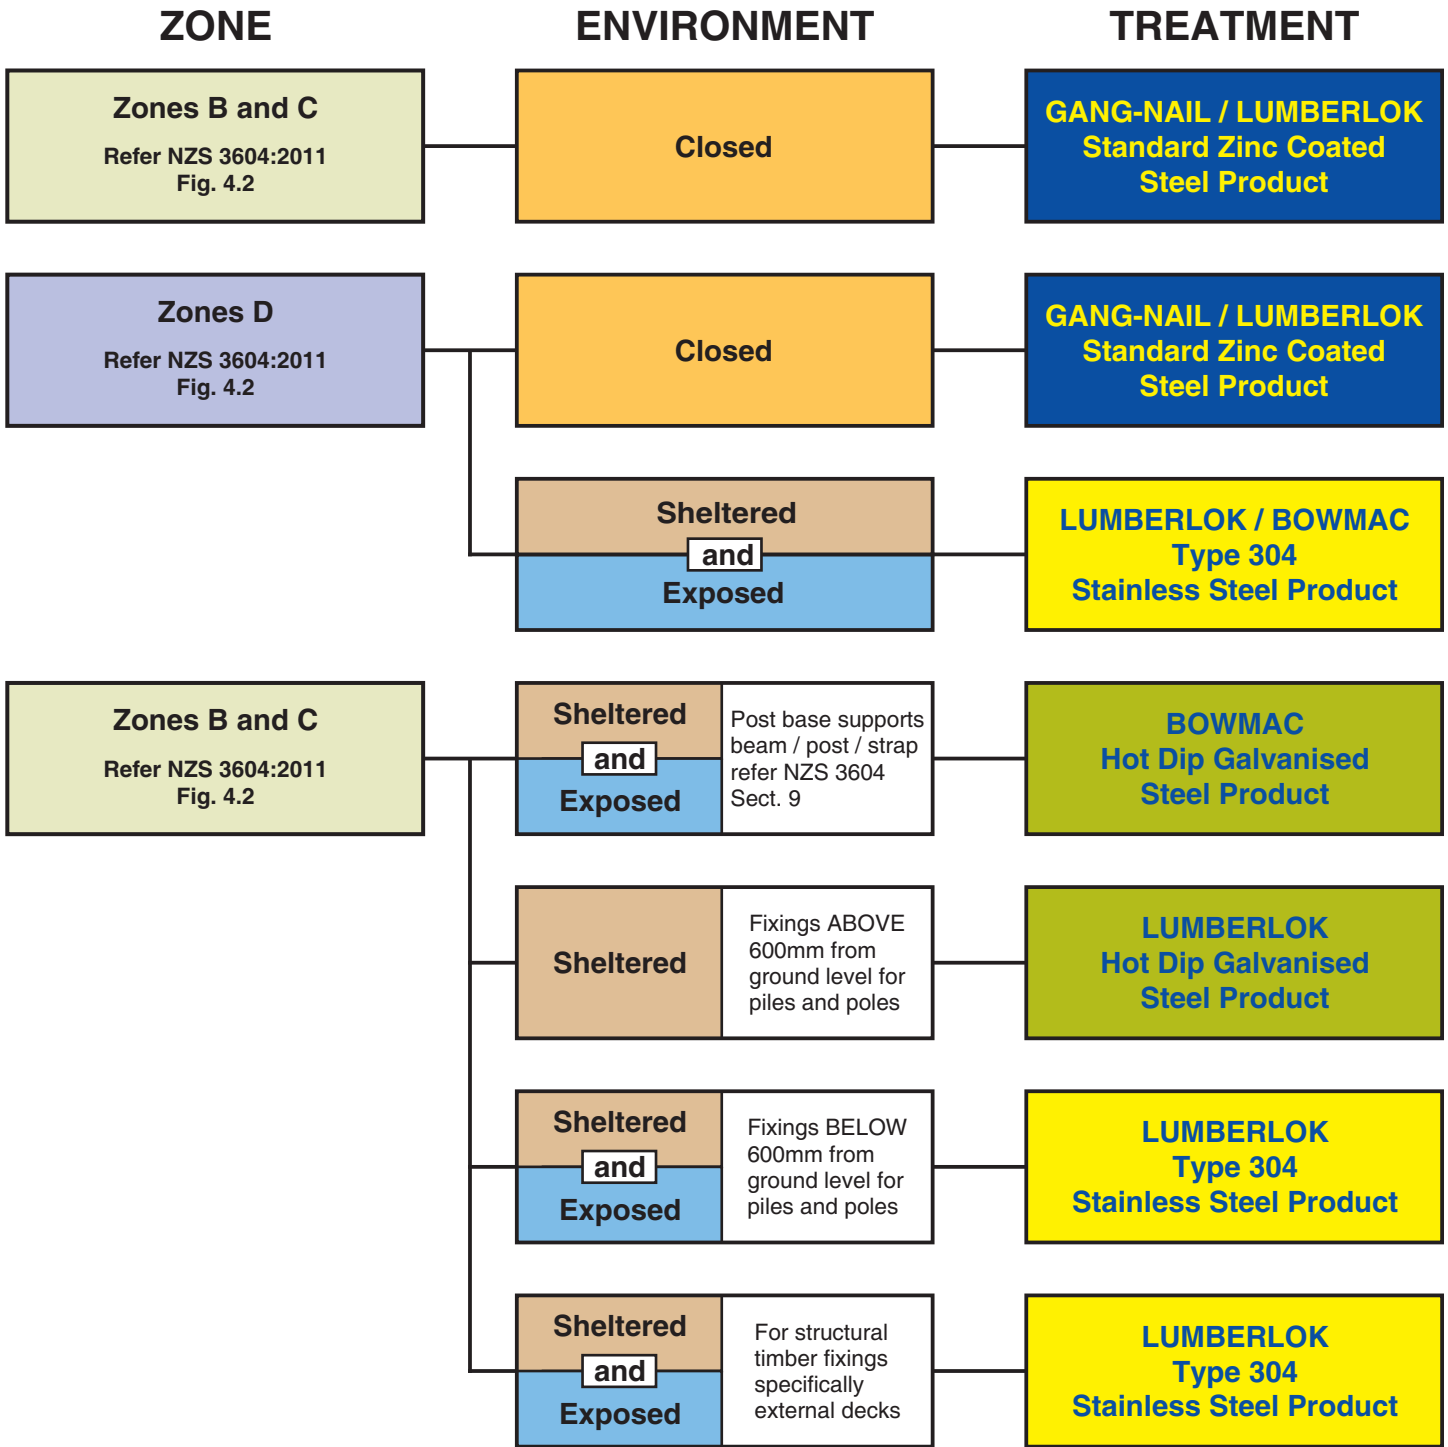 ZONE
ENVIRONMENT
TREATMENT
Zones B and C
Refer NZS 3604:2011
Fig. 4.2
Closed
GANG-NAIL / LUMBERLOK
Standard Zinc Coated
Steel Product
Zones D
Refer NZS 3604:2011
Fig. 4.2
Closed
GANG-NAIL / LUMBERLOK
Standard Zinc Coated
Steel Product
Sheltered
and
Exposed
LUMBERLOK / BOWMAC
Type 304
Stainless Steel Product
Zones B and C
Refer NZS 3604:2011
Fig. 4.2
Sheltered
and
Exposed
Post base supports
beam / post / strap
refer NZS 3604
Sect. 9
BOWMAC
Hot Dip Galvanised
Steel Product
Sheltered
Fixings ABOVE
600mm from
ground level for
piles and poles
LUMBERLOK
Hot Dip Galvanised
Steel Product
Sheltered
and
Exposed
Fixings BELOW
600mm from
ground level for
piles and poles
LUMBERLOK
Type 304
Stainless Steel Product
Sheltered
and
Exposed
For structural
timber fixings
specifically
external decks
LUMBERLOK
Type 304
Stainless Steel Product